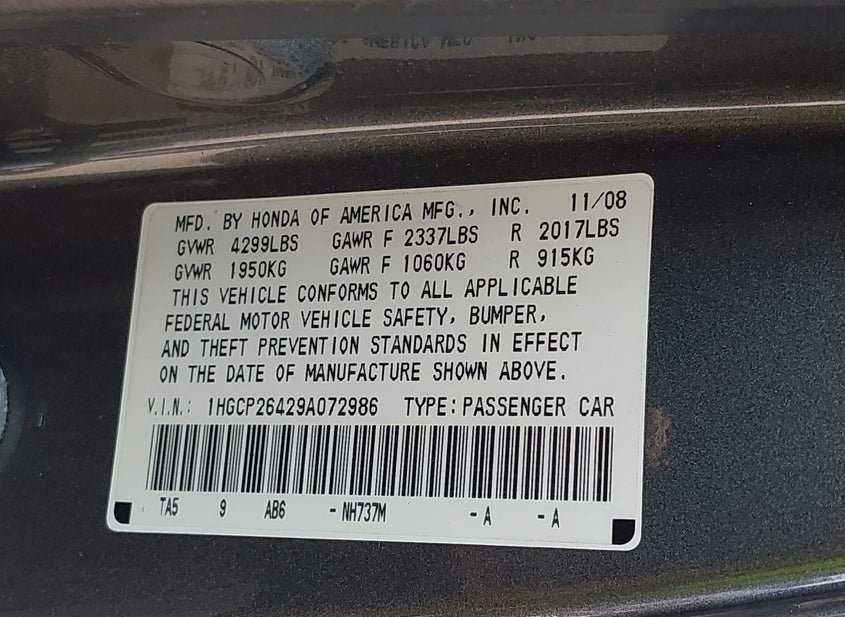 MFD. BY HONDA OF AMERICA MFG., INC. 11/08
GVWR 4299LBS GAWR F 2337LBS R 2017LBS
GVWR 1950KG GAWR F 1060KG R 915KG
THIS VEHICLE CONFORMS TO ALL APPLICABLE
FEDERAL MOTOR VEHICLE SAFETY, BUMPER,
AND THEFT PREVENTION STANDARDS IN EFFECT
ON THE DATE OF MANUFACTURE SHOWN ABOVE.
V.I.N.: 1HGCP26429A072986 TYPE: PASSENGER CAR
TA5 9 AB6 - NH737M - A - A